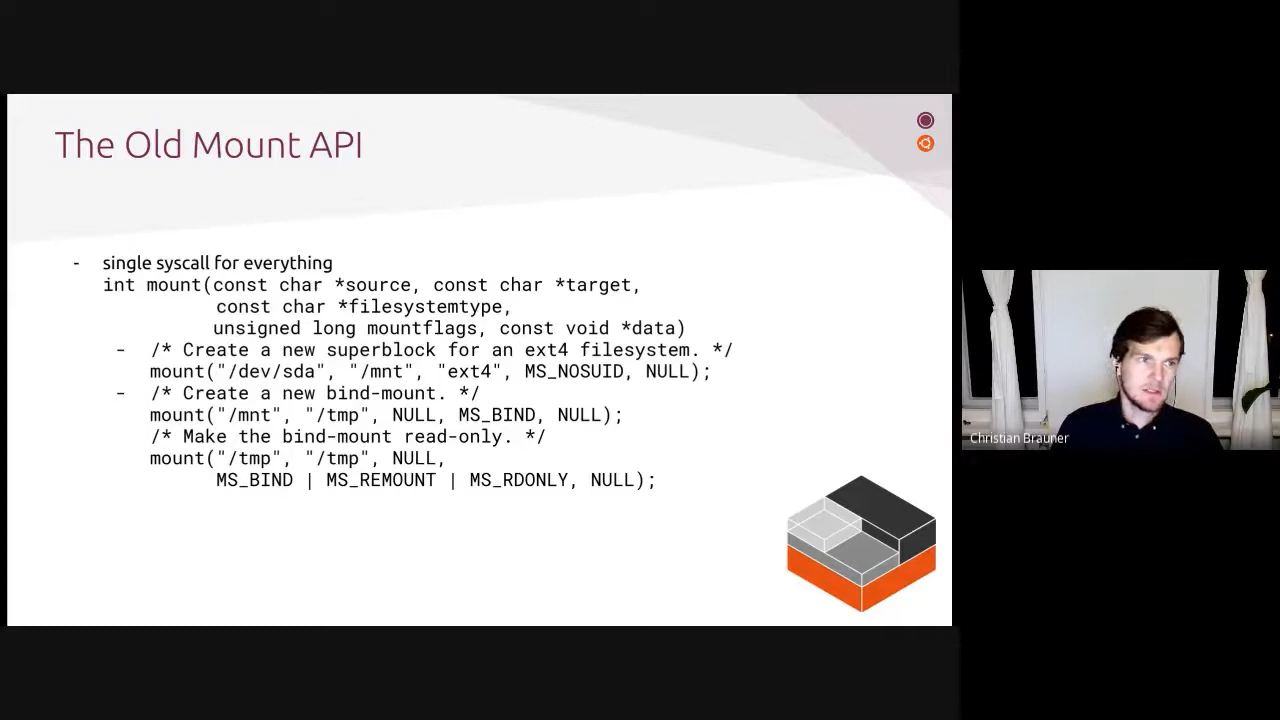 The Old Mount API
- single syscall for everything
int mount(const char *source, const char *target,
const char *filesystemtype,
unsigned long mountflags, const void *data)
- /* Create a new superblock for an ext4 filesystem. */
mount("/dev/sda", "/mnt", "ext4", MS_NOSUID, NULL);
- /* Create a new bind-mount. */
mount("/mnt", "/tmp", NULL, MS_BIND, NULL);
/* Make the bind-mount read-only. */
mount("/tmp", "/tmp", NULL,
MS_BIND | MS_REMOUNT | MS_RDONLY, NULL);
Christian Brauner